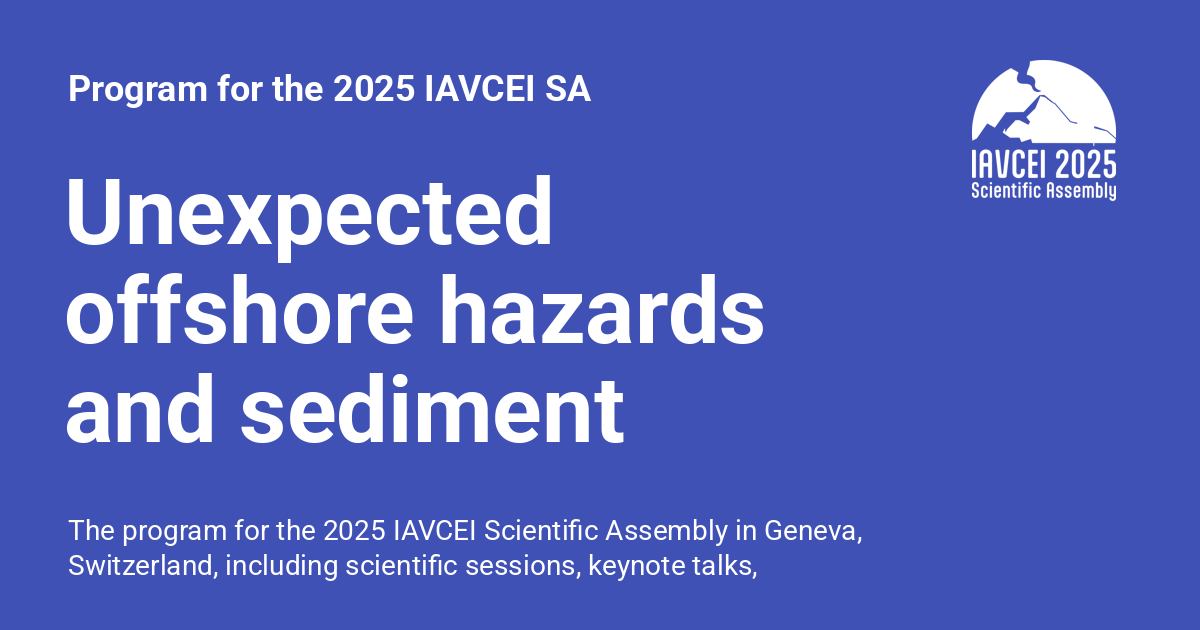 Program for the 2025 IAVCEI SA
IAVCEI 2025
Scientific Assembly
Unexpected
offshore hazards
and sediment
The program for the 2025 IAVCEI Scientific Assembly in Geneva,
Switzerland, including scientific sessions, keynote talks,